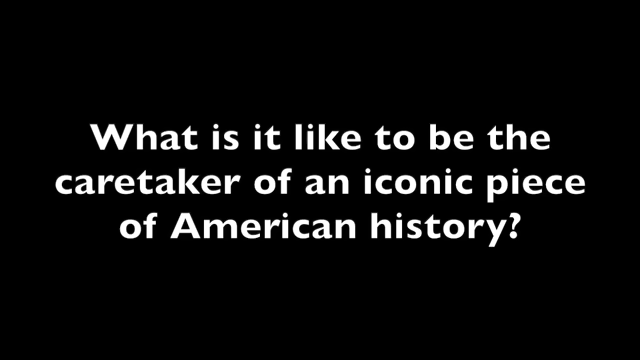 What is it like to be the
caretaker of an iconic piece
of American history?